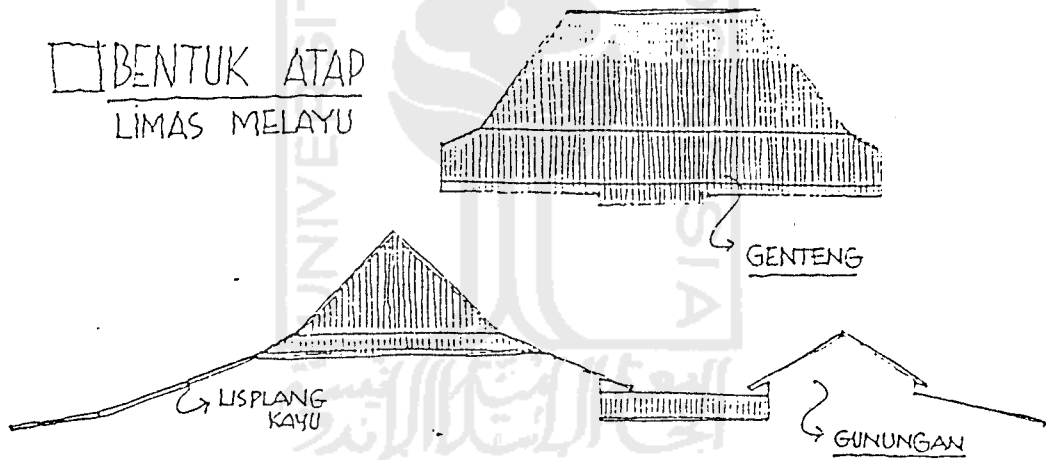 BENTUK ATAP
LIMAS MELAYU
GENTENG
LISPLANG
KAYU
GUNUNGAN